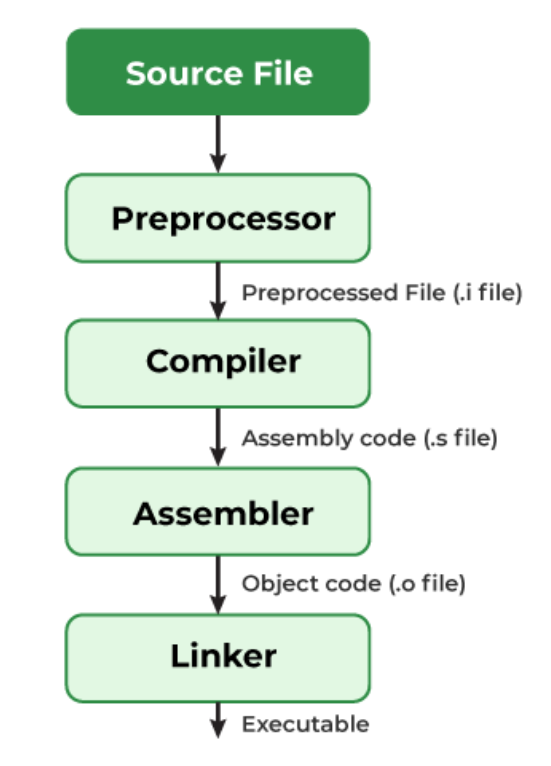 Source File
Preprocessor
Preprocessed File (.i file)
Compiler
Assembly code (.s file)
Assembler
Object code (.o file)
Linker
Executable